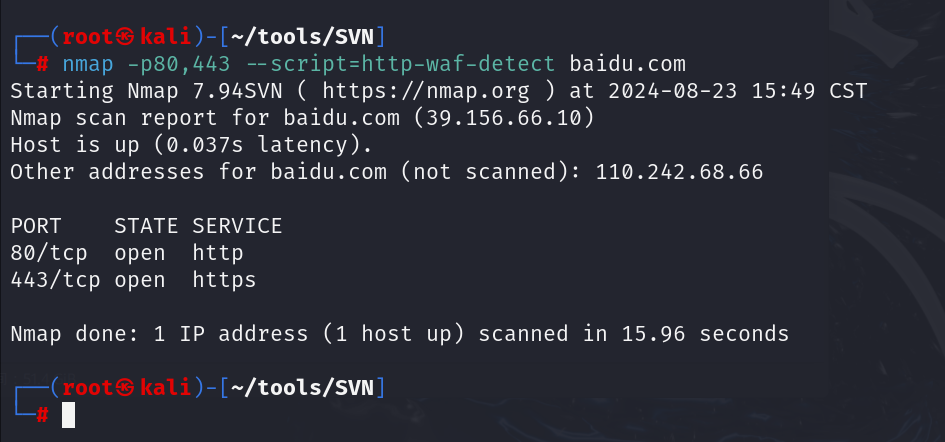 ┌──(root㉿kali)-[~/tools/SVN]
└─# nmap -p80,443 --script=http-waf-detect baidu.com
Starting Nmap 7.94SVN ( https://nmap.org ) at 2024-08-23 15:49 CST
Nmap scan report for baidu.com (39.156.66.10)
Host is up (0.037s latency).
Other addresses for baidu.com (not scanned): 110.242.68.66
PORT    STATE SERVICE
80/tcp  open  http
443/tcp open  https
Nmap done: 1 IP address (1 host up) scanned in 15.96 seconds
┌──(root㉿kali)-[~/tools/SVN]
└─#